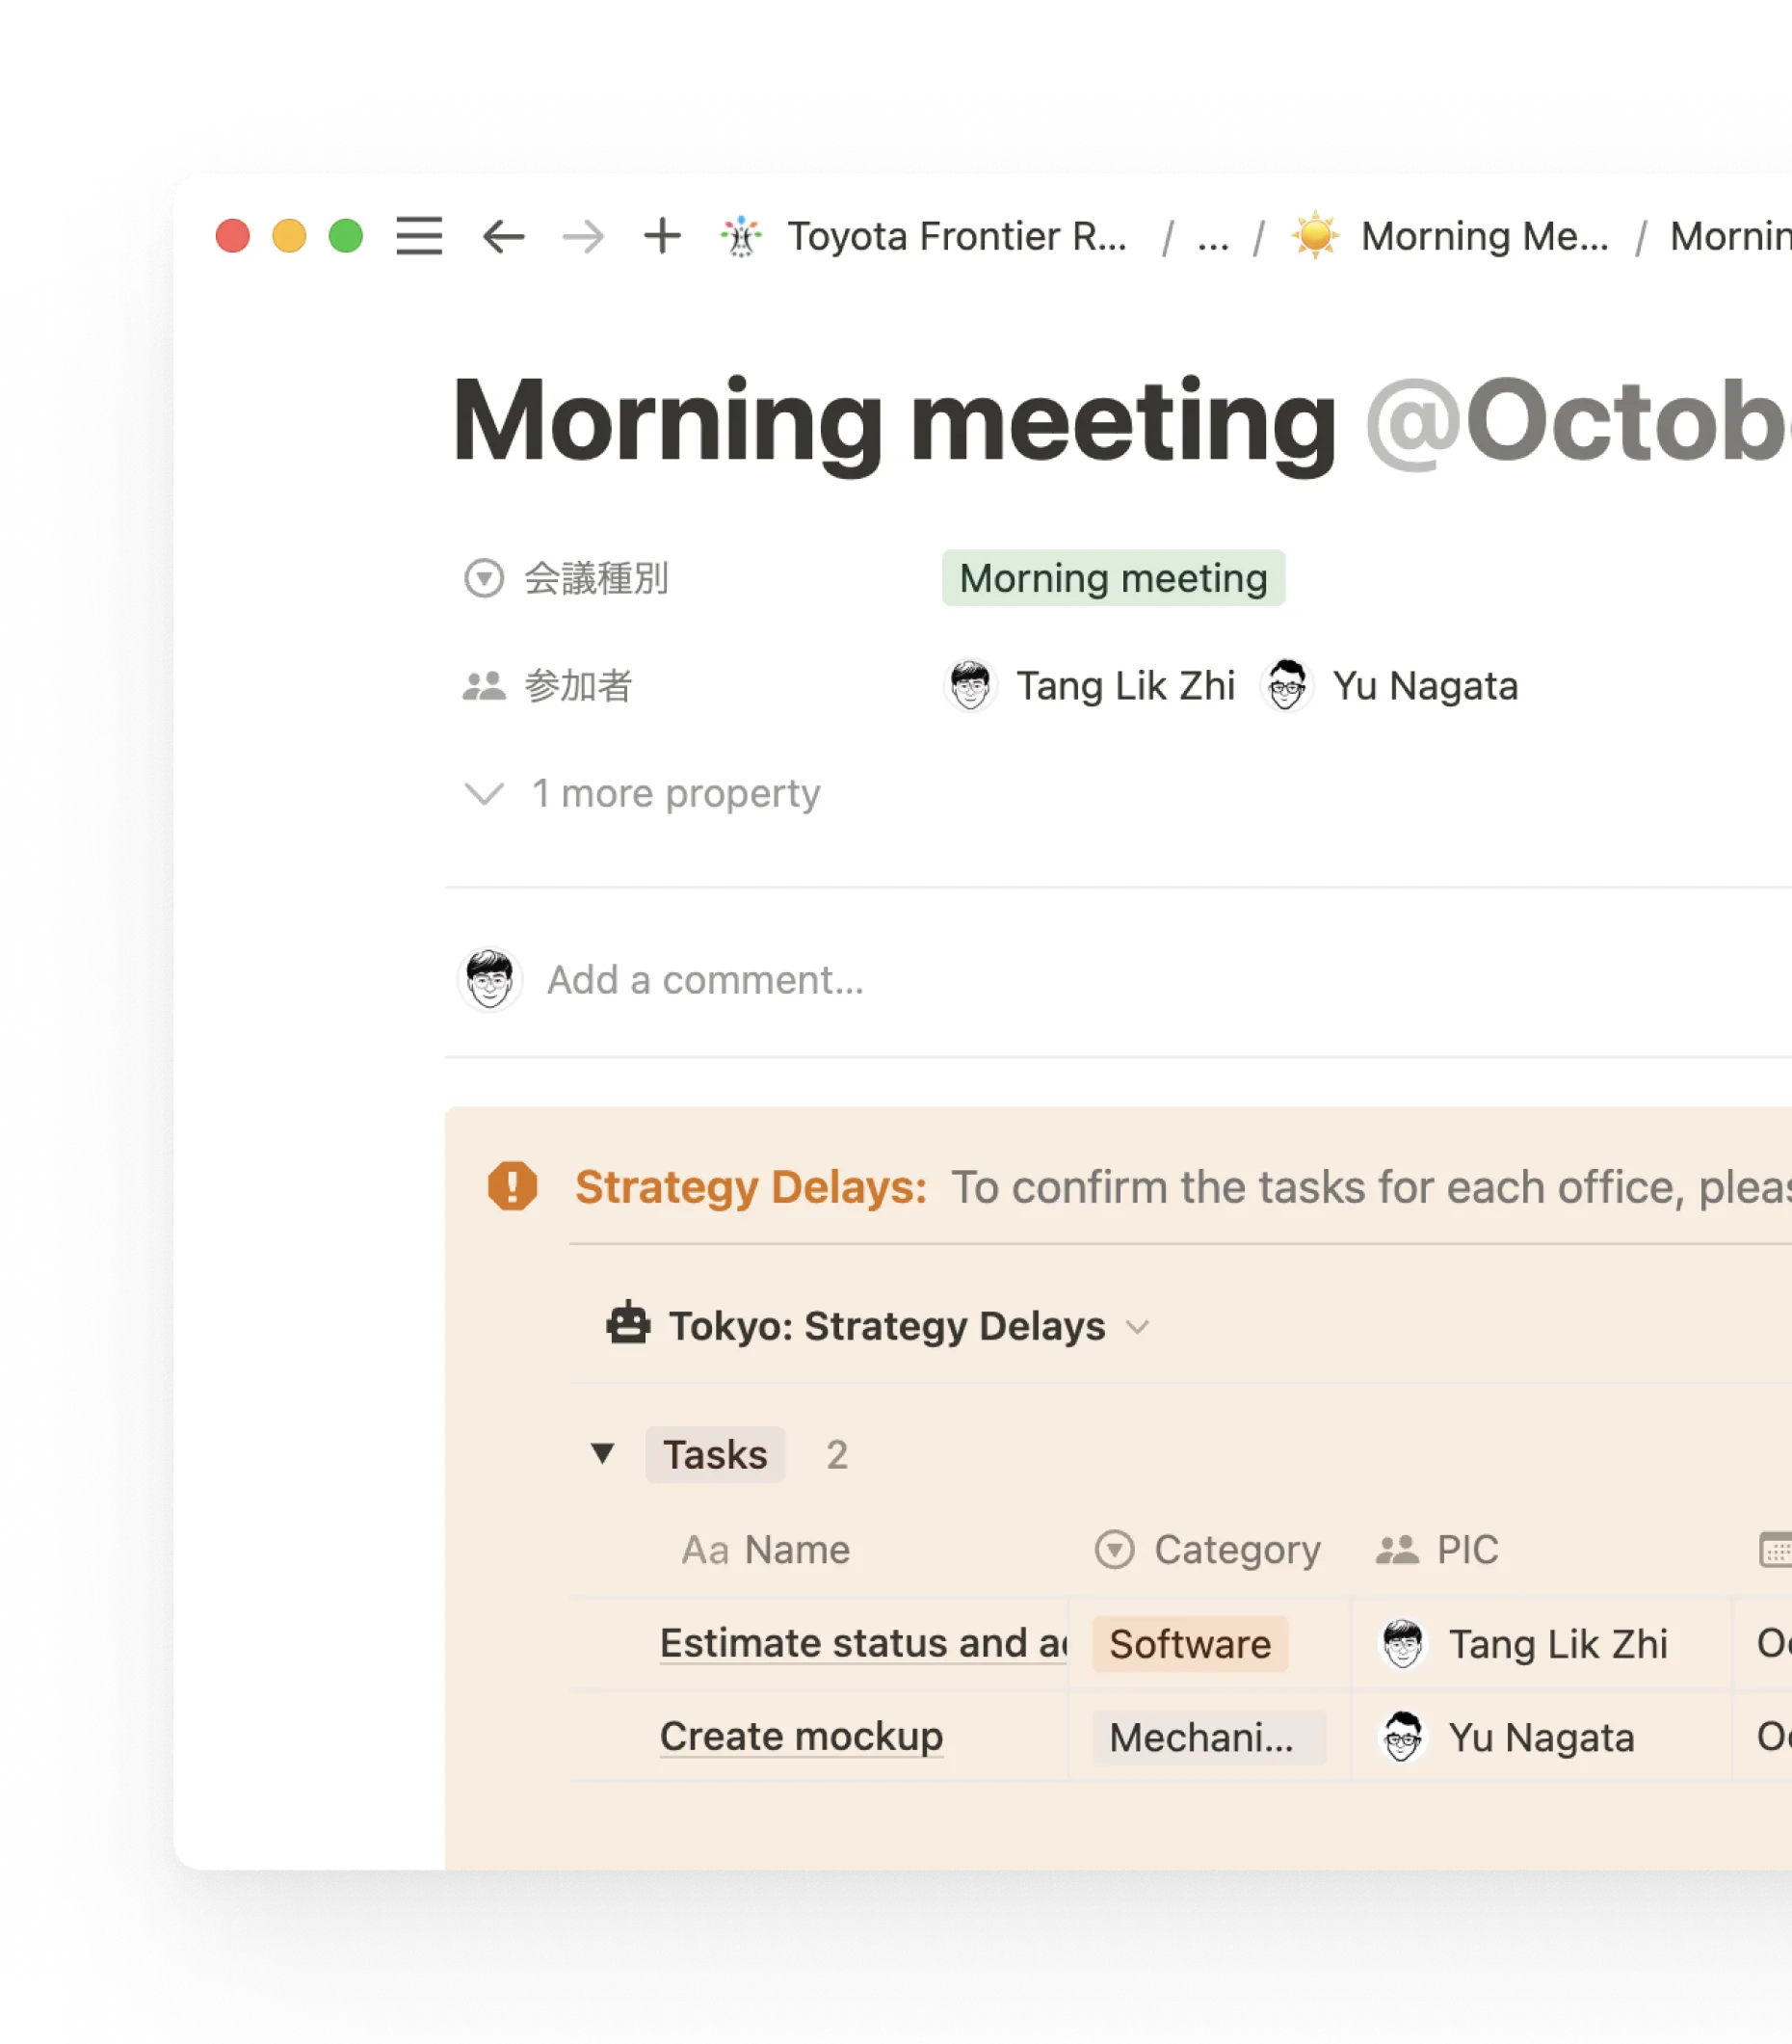 Toyota Frontier R... / ... / Morning Me... / Mornin
Morning meeting @Octob
会議種別 Morning meeting
参加者 Tang Lik Zhi Yu Nagata
1 more property
Add a comment...
Strategy Delays: To confirm the tasks for each office, pleas
Tokyo: Strategy Delays
Tasks 2
Aa Name Category PIC
Estimate status and a Software Tang Lik Zhi O
Create mockup Mechani... Yu Nagata O